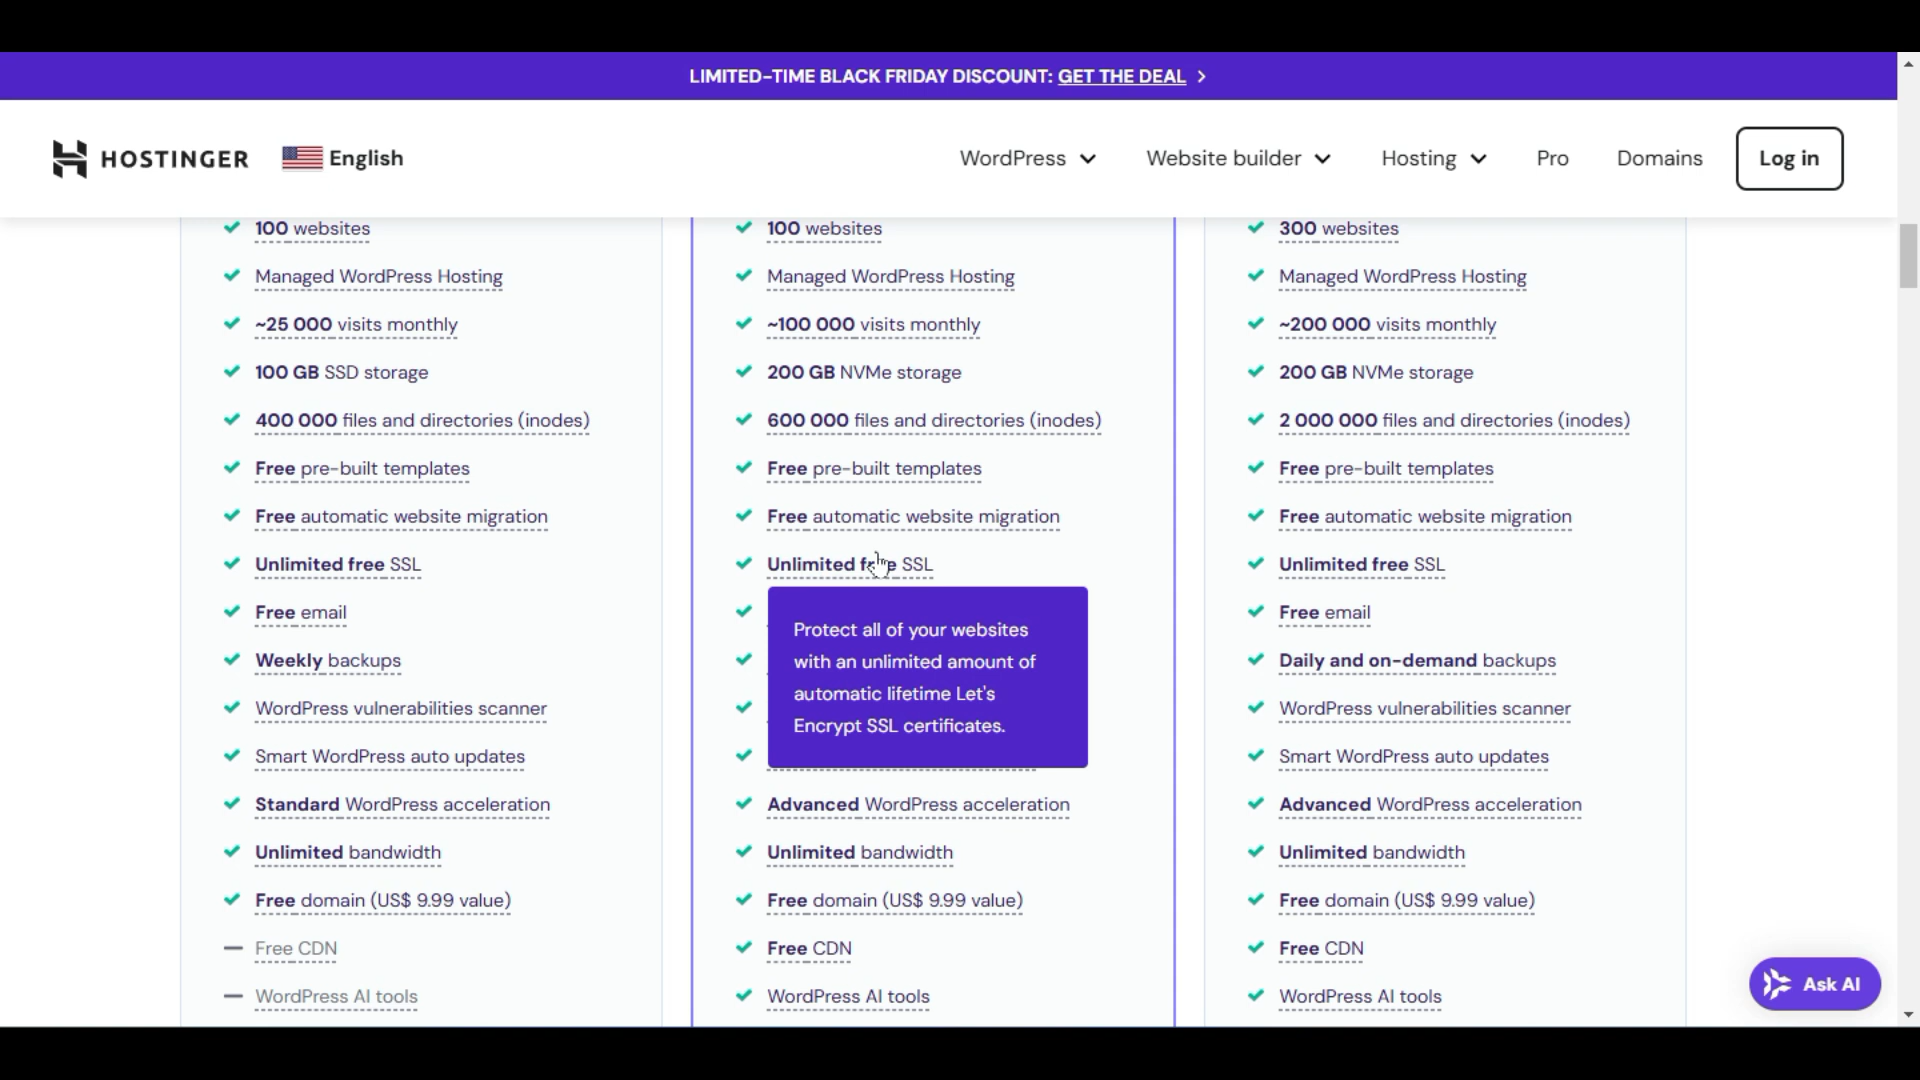 LIMITED-TIME BLACK FRIDAY DISCOUNT: GET THE DEAL
HOSTINGER
English
WordPress
Website builder
Hosting
Pro
Domains
Log in
100 websites
Managed WordPress Hosting
~25 000 visits monthly
100 GB SSD storage
400 000 files and directories (inodes)
Free pre-built templates
Free automatic website migration
Unlimited free SSL
Free email
Weekly backups
WordPress vulnerabilities scanner
Smart WordPress auto updates
Standard WordPress acceleration
Unlimited bandwidth
Free domain (US$ 9.99 value)
Free CDN
WordPress AI tools
100 websites
Managed WordPress Hosting
~100 000 visits monthly
200 GB NVMe storage
600 000 files and directories (inodes)
Free pre-built templates
Free automatic website migration
Unlimited free SSL
Protect all of your websites
with an unlimited amount of
automatic lifetime Let's
Encrypt SSL certificates.
Advanced WordPress acceleration
Unlimited bandwidth
Free domain (US$ 9.99 value)
Free CDN
WordPress AI tools
300 websites
Managed WordPress Hosting
~200 000 visits monthly
200 GB NVMe storage
2 000 000 files and directories (inodes)
Free pre-built templates
Free automatic website migration
Unlimited free SSL
Free email
Daily and on-demand backups
WordPress vulnerabilities scanner
Smart WordPress auto updates
Advanced WordPress acceleration
Unlimited bandwidth
Free domain (US$ 9.99 value)
Free CDN
WordPress AI tools
Ask AI